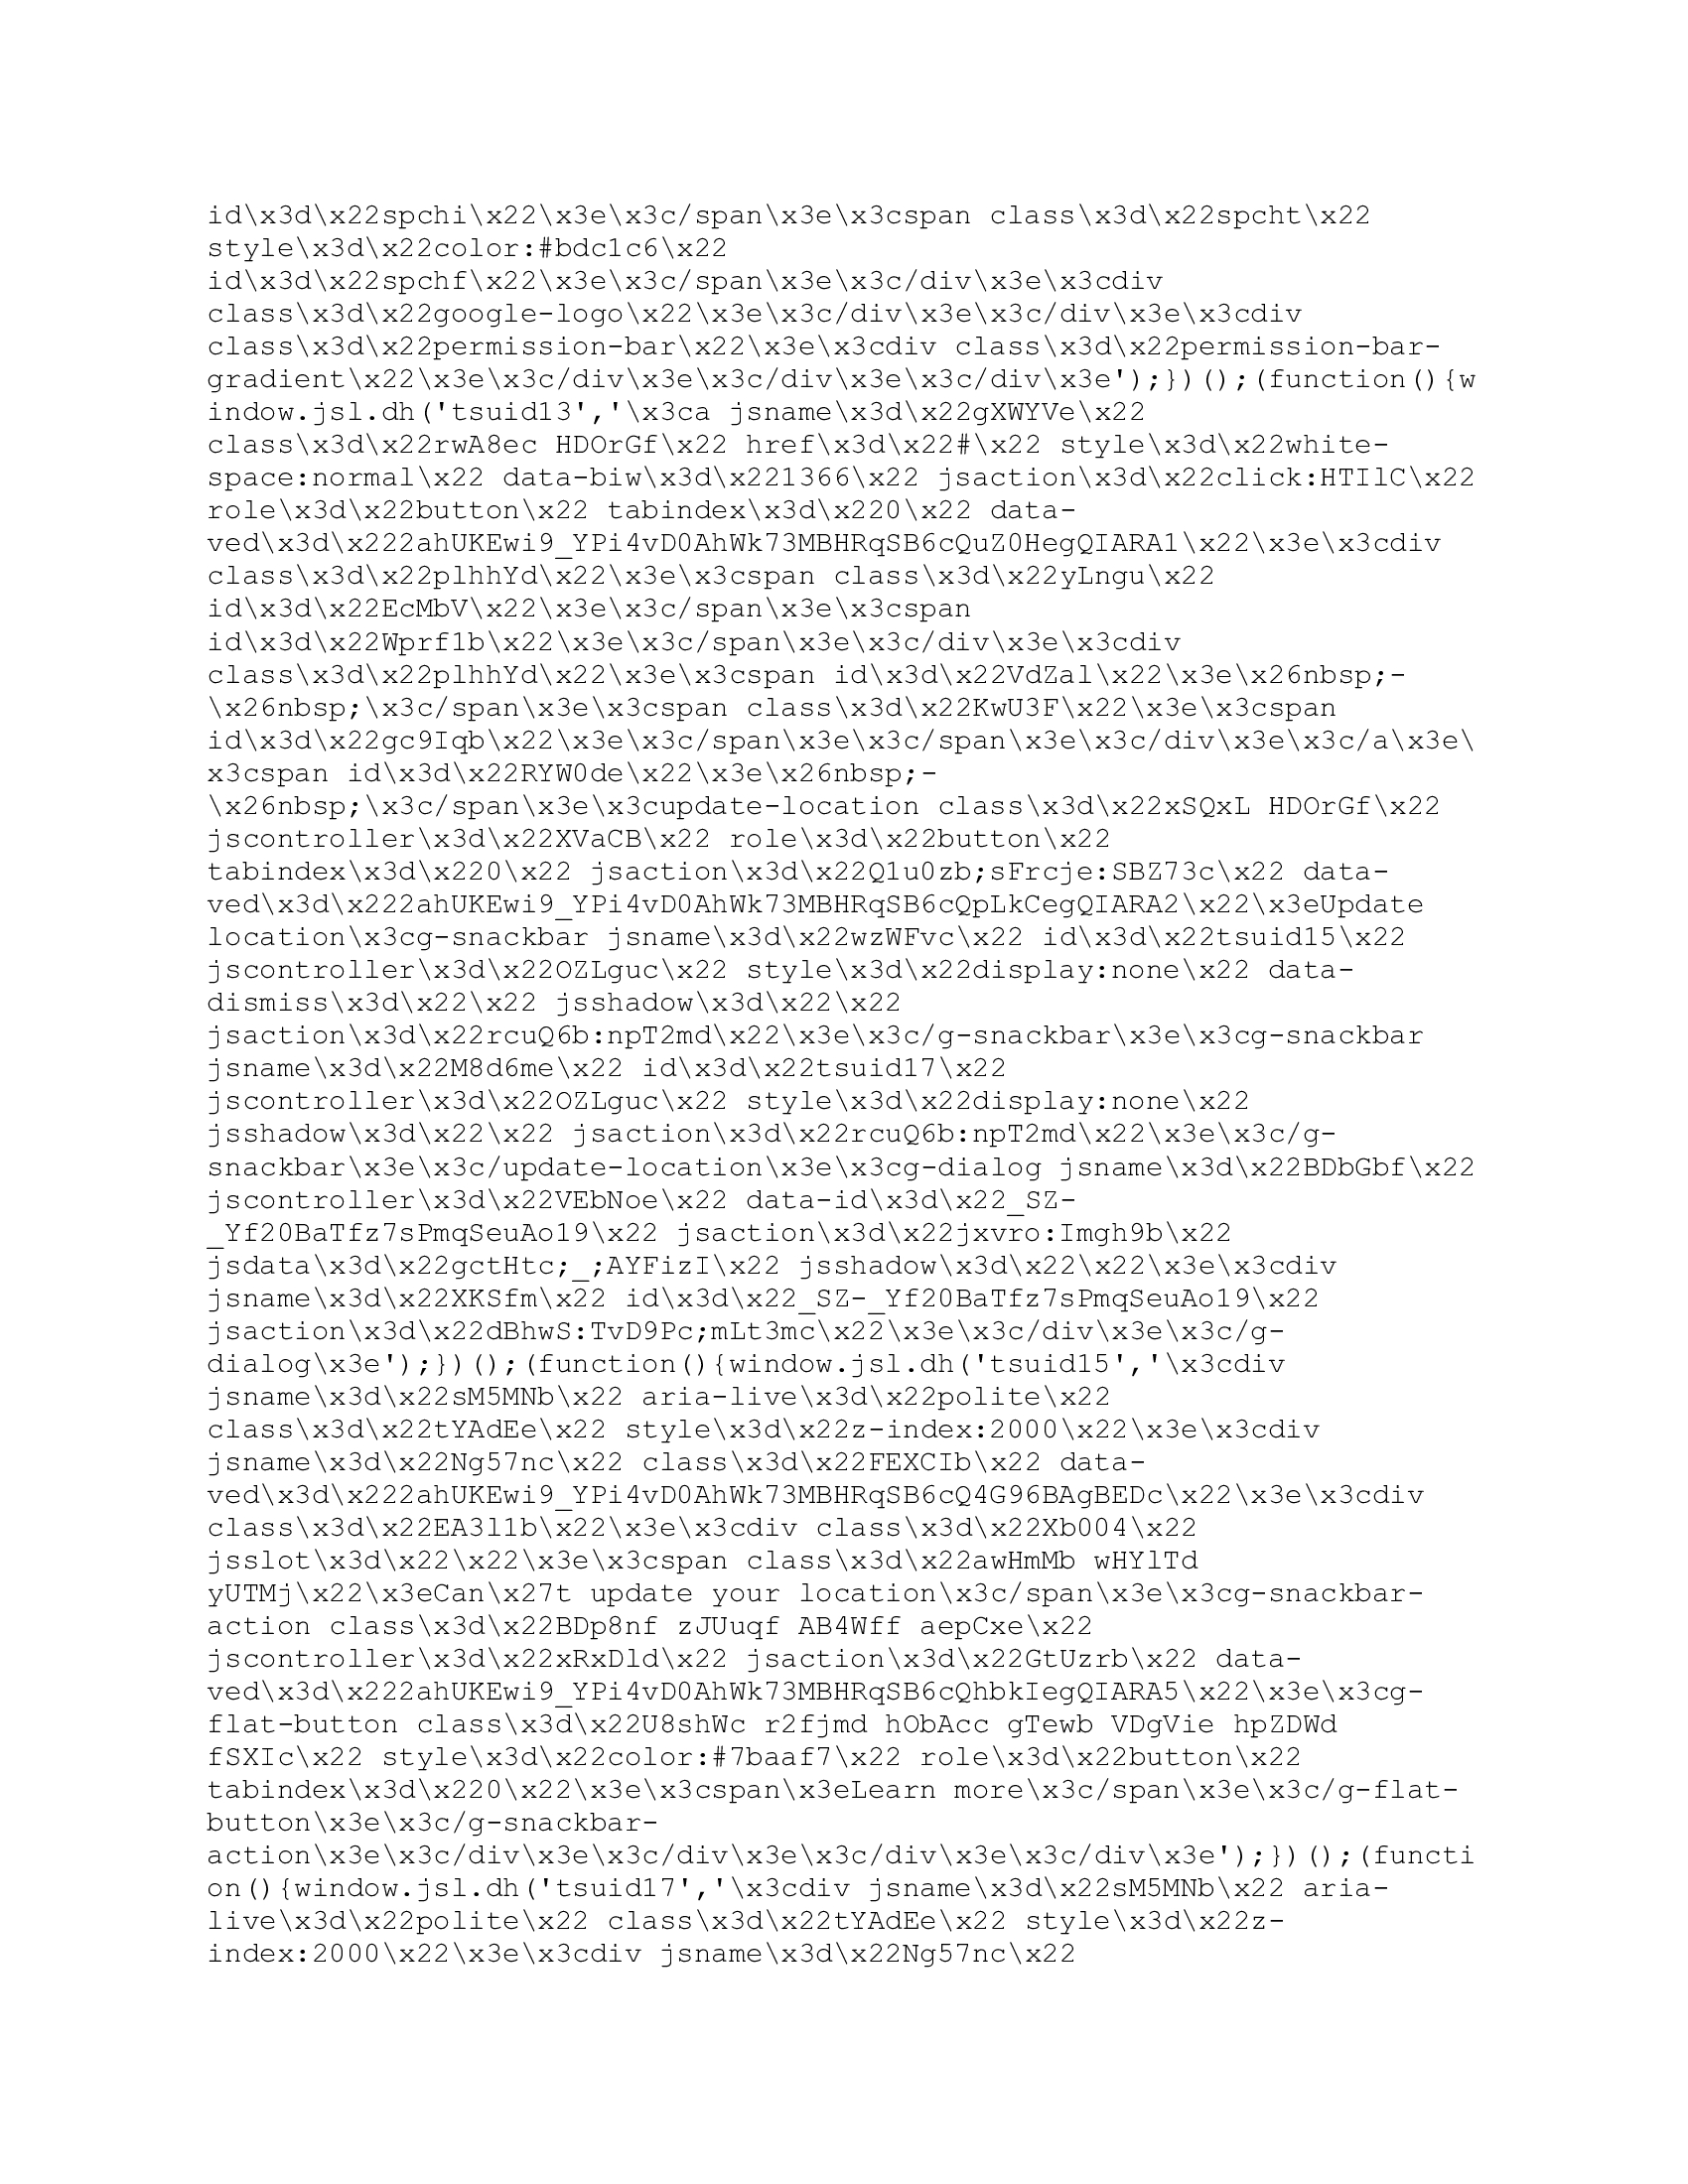 id\x3d\x22spchi\x22\x3e\x3c/span\x3e\x3cspan class\x3d\x22spcht\x22
style\x3d\x22color:#bdc1c6\x22
id\x3d\x22spchf\x22\x3e\x3c/span\x3e\x3c/div\x3e\x3cdiv
class\x3d\x22google-logo\x22\x3e\x3c/div\x3e\x3c/div\x3e\x3cdiv
class\x3d\x22permission-bar\x22\x3e\x3cdiv class\x3d\x22permission-bar-
gradient\x22\x3e\x3c/div\x3e\x3c/div\x3e\x3c/div\x3e');})();(function(){w
indow.jsl.dh('tsuid13','\x3ca jsname\x3d\x22gXWYVe\x22
class\x3d\x22rwA8ec HDOrGf\x22 href\x3d\x22#\x22 style\x3d\x22white-
space:normal\x22 data-biw\x3d\x221366\x22 jsaction\x3d\x22click:HTIlC\x22
role\x3d\x22button\x22 tabindex\x3d\x220\x22 data-
ved\x3d\x222ahUKEwi9_YPi4vD0AhWk73MBHRqSB6cQuZ0HegQIARA1\x22\x3e\x3cdiv
class\x3d\x22plhhYd\x22\x3e\x3cspan class\x3d\x22yLngu\x22
id\x3d\x22EcMbV\x22\x3e\x3c/span\x3e\x3cspan
id\x3d\x22Wprf1b\x22\x3e\x3c/span\x3e\x3c/div\x3e\x3cdiv
class\x3d\x22plhhYd\x22\x3e\x3cspan id\x3d\x22VdZal\x22\x3e\x26nbsp;-
\x26nbsp;\x3c/span\x3e\x3cspan class\x3d\x22KwU3F\x22\x3e\x3cspan
id\x3d\x22gc9Iqb\x22\x3e\x3c/span\x3e\x3c/span\x3e\x3c/div\x3e\x3c/a\x3e\
x3cspan id\x3d\x22RYW0de\x22\x3e\x26nbsp;-
\x26nbsp;\x3c/span\x3e\x3cupdate-location class\x3d\x22xSQxL HDOrGf\x22
jscontroller\x3d\x22XVaCB\x22 role\x3d\x22button\x22
tabindex\x3d\x220\x22 jsaction\x3d\x22Q1u0zb;sFrcje:SBZ73c\x22 data-
ved\x3d\x222ahUKEwi9_YPi4vD0AhWk73MBHRqSB6cQpLkCegQIARA2\x22\x3eUpdate
location\x3cg-snackbar jsname\x3d\x22wzWFvc\x22 id\x3d\x22tsuid15\x22
jscontroller\x3d\x22OZLguc\x22 style\x3d\x22display:none\x22 data-
dismiss\x3d\x22\x22 jsshadow\x3d\x22\x22
jsaction\x3d\x22rcuQ6b:npT2md\x22\x3e\x3c/g-snackbar\x3e\x3cg-snackbar
jsname\x3d\x22M8d6me\x22 id\x3d\x22tsuid17\x22
jscontroller\x3d\x22OZLguc\x22 style\x3d\x22display:none\x22
jsshadow\x3d\x22\x22 jsaction\x3d\x22rcuQ6b:npT2md\x22\x3e\x3c/g-
snackbar\x3e\x3c/update-location\x3e\x3cg-dialog jsname\x3d\x22BDbGbf\x22
jscontroller\x3d\x22VEbNoe\x22 data-id\x3d\x22_SZ-
_Yf20BaTfz7sPmqSeuAo19\x22 jsaction\x3d\x22jxvro:Imgh9b\x22
jsdata\x3d\x22gctHtc;_;AYFizI\x22 jsshadow\x3d\x22\x22\x3e\x3cdiv
jsname\x3d\x22XKSfm\x22 id\x3d\x22_SZ-_Yf20BaTfz7sPmqSeuAo19\x22
jsaction\x3d\x22dBhwS:TvD9Pc;mLt3mc\x22\x3e\x3c/div\x3e\x3c/g-
dialog\x3e');})();(function(){window.jsl.dh('tsuid15','\x3cdiv
jsname\x3d\x22sM5MNb\x22 aria-live\x3d\x22polite\x22
class\x3d\x22tYAdEe\x22 style\x3d\x22z-index:2000\x22\x3e\x3cdiv
jsname\x3d\x22Ng57nc\x22 class\x3d\x22FEXCIb\x22 data-
ved\x3d\x222ahUKEwi9_YPi4vD0AhWk73MBHRqSB6cQ4G96BAgBEDc\x22\x3e\x3cdiv
class\x3d\x22EA3l1b\x22\x3e\x3cdiv class\x3d\x22Xb004\x22
jsslot\x3d\x22\x22\x3e\x3cspan class\x3d\x22awHmMb wHYlTd
yUTMj\x22\x3eCan\x27t update your location\x3c/span\x3e\x3cg-snackbar-
action class\x3d\x22BDp8nf zJUuqf AB4Wff aepCxe\x22
jscontroller\x3d\x22xRxDld\x22 jsaction\x3d\x22GtUzrb\x22 data-
ved\x3d\x222ahUKEwi9_YPi4vD0AhWk73MBHRqSB6cQhbkIegQIARA5\x22\x3e\x3cg-
flat-button class\x3d\x22U8shWc r2fjmd hObAcc gTewb VDgVie hpZDWd
fSXIc\x22 style\x3d\x22color:#7baaf7\x22 role\x3d\x22button\x22
tabindex\x3d\x220\x22\x3e\x3cspan\x3eLearn more\x3c/span\x3e\x3c/g-flat-
button\x3e\x3c/g-snackbar-
action\x3e\x3c/div\x3e\x3c/div\x3e\x3c/div\x3e\x3c/div\x3e');})();(functi
on(){window.jsl.dh('tsuid17','\x3cdiv jsname\x3d\x22sM5MNb\x22 aria-
live\x3d\x22polite\x22 class\x3d\x22tYAdEe\x22 style\x3d\x22z-
index:2000\x22\x3e\x3cdiv jsname\x3d\x22Ng57nc\x22